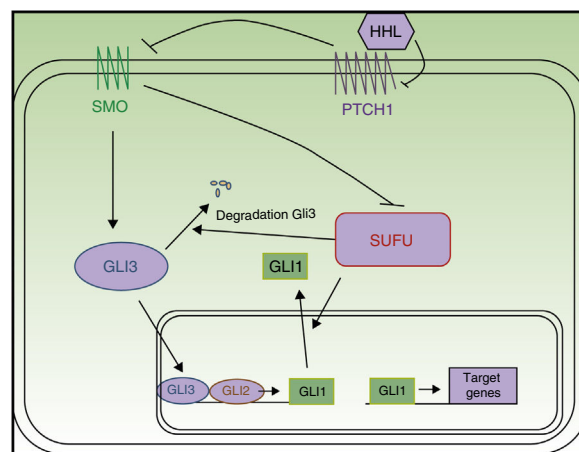 HHL
SMO
PTCH1
Degradation Gli3
SUFU
GLI1
GLI3
GLI3
GLI2
GLI1
GLI1
Target
genes